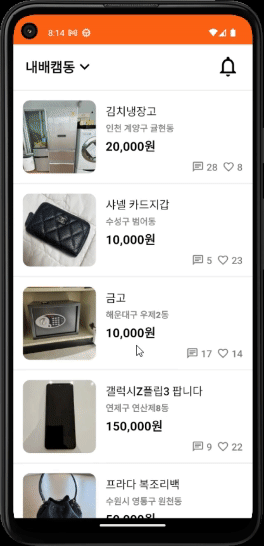 8:14
내배캠동
김치냉장고
인천 계양구 귤현동
20,000원
28 8
샤넬 카드지갑
수성구 범어동
10,000원
5 23
금고
해운대구 우제2동
10,000원
17 14
갤럭시Z플립3 팝니다
연제구 연산제8동
150,000원
9 22
프라다 복조리백
수원시 영통구 원천동
50,000원